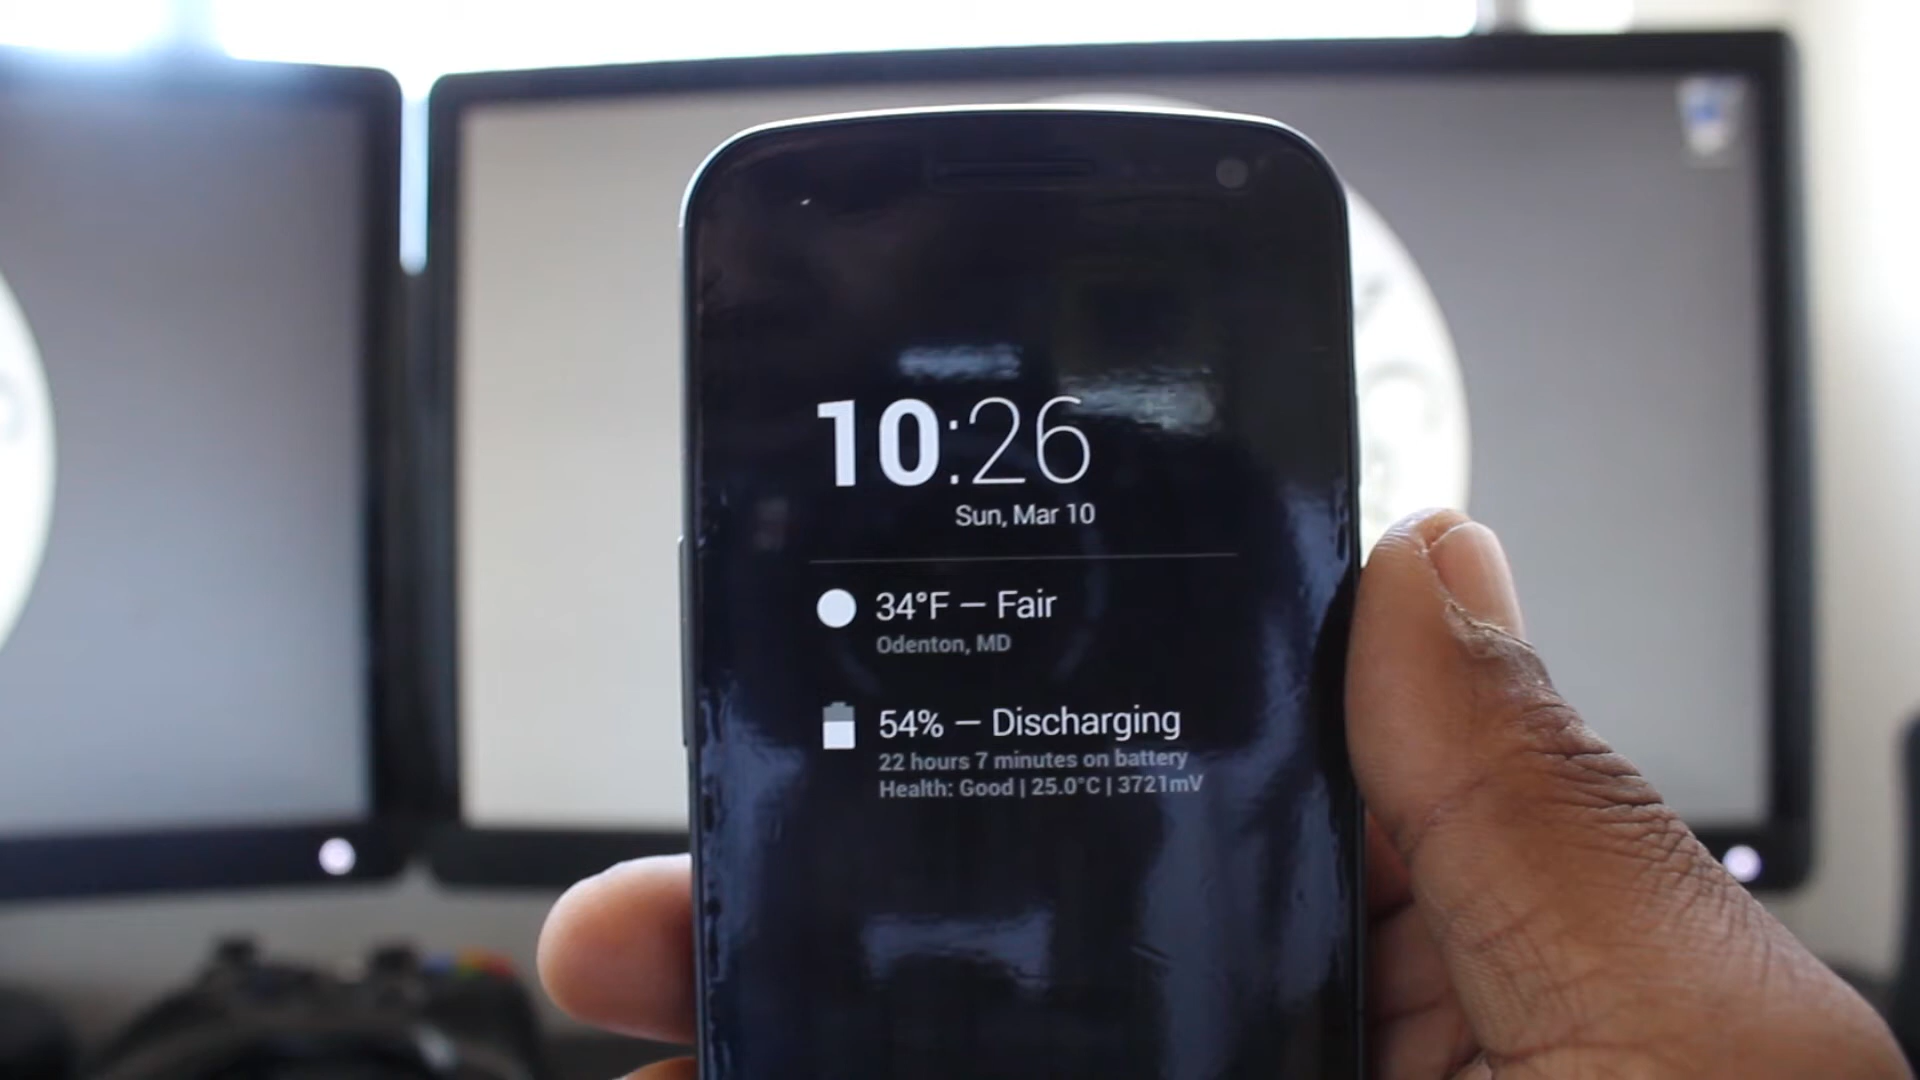 10:26
Sun, Mar 10
34°F – Fair
Odenton, MD
54% – Discharging
22 hours 7 minutes on battery
Health: Good | 25.0°C | 3721mV